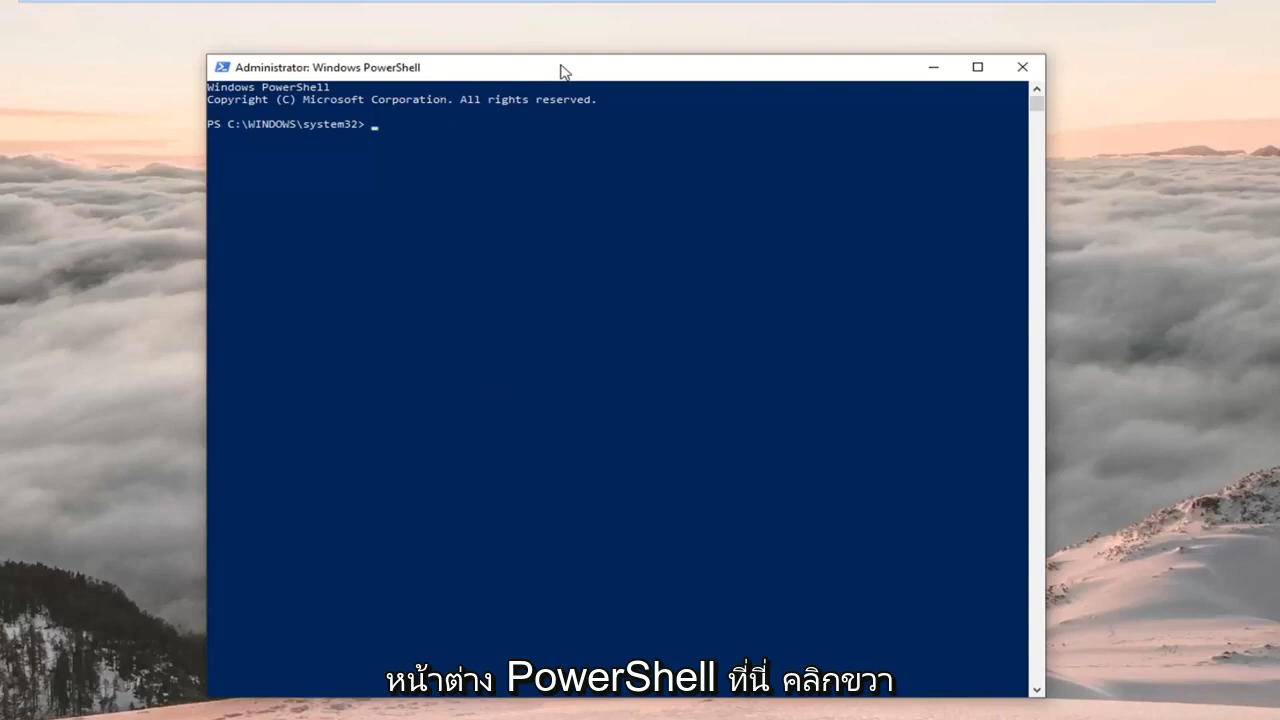 Administrator: Windows PowerShell
Windows PowerShell
Copyright (C) Microsoft Corporation. All rights reserved.
PS C:\WINDOWS\system32>
หน้าต่าง PowerShell ที่นี่ คลิกขวา